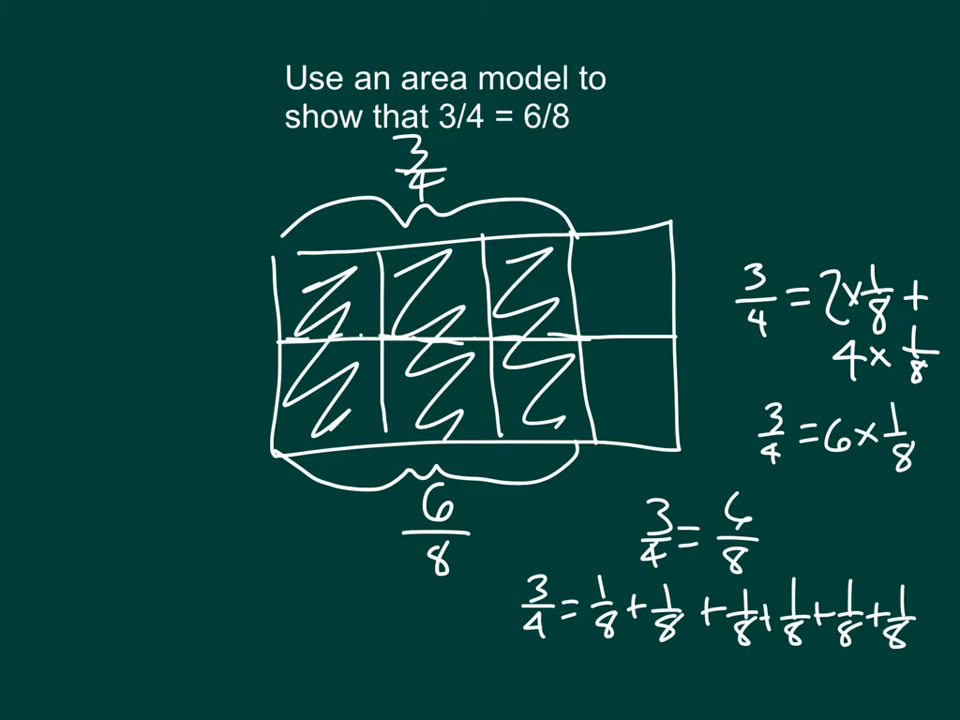 Use an area model to
show that 3/4 = 6/8
3/4
3/4 = 2 x 1/8 +
4 x 1/8
3/4 = 6 x 1/8
6/8
3/4 = 6/8
3/4 = 1/8 + 1/8 + 1/8 + 1/8 + 1/8 + 1/8